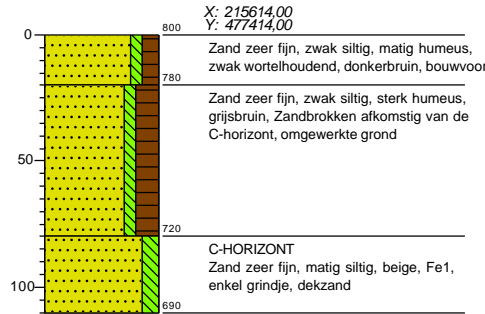 X: 215614,00
Y: 477414,00
0
800
Zand zeer fijn, zwak siltig, matig humeus,
zwak wortelhoudend, donkerbruin, bouwvoor
780
Zand zeer fijn, zwak siltig, sterk humeus,
grijsbruin, Zandbrokken afkomstig van de
C-horizont, omgewerkte grond
50
720
C-HORIZONT
Zand zeer fijn, matig siltig, beige, Fe1,
enkel grindje, dekzand
100
690